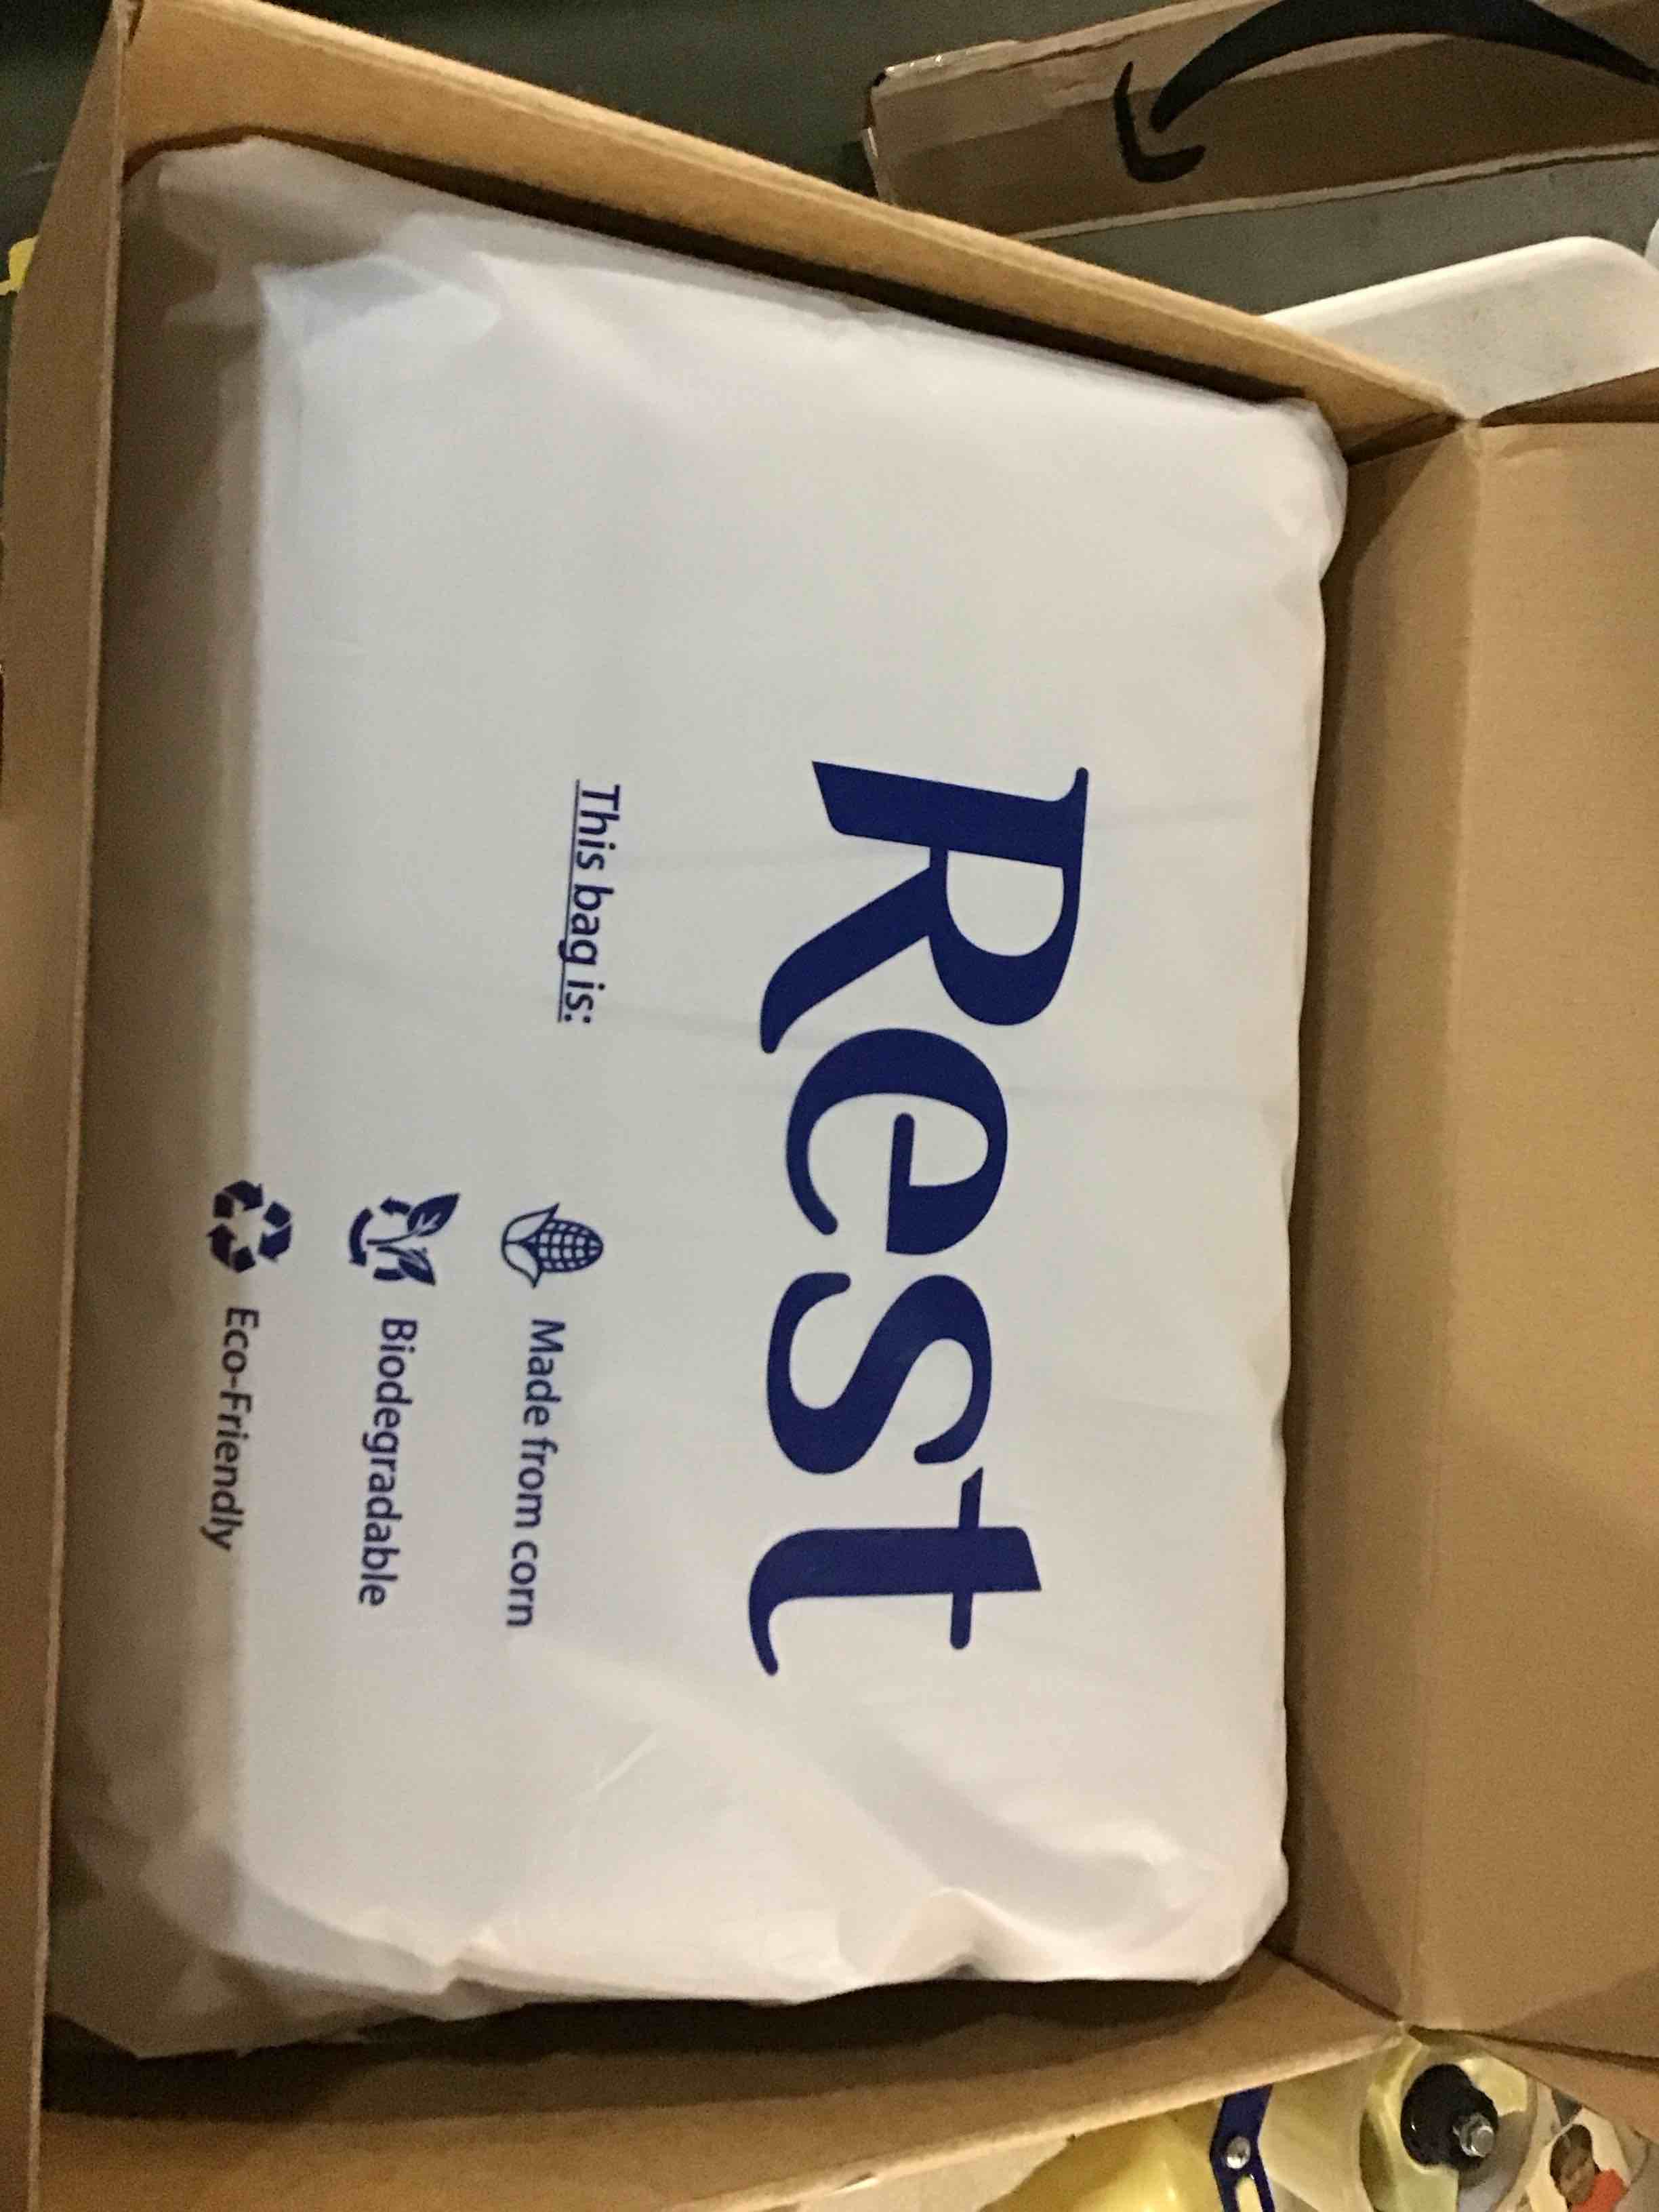 Rest
This bag is:
Made from corn
Biodegradable
Eco-Friendly